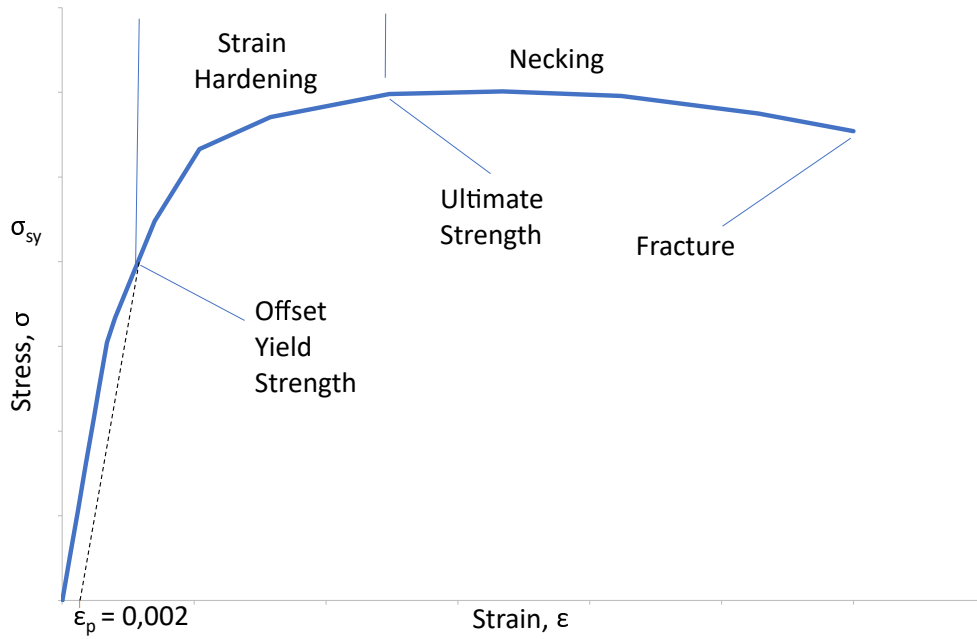 Strain
Hardening
Necking
Ultimate
Strength
σsy
Fracture
Offset
Yield
Strength
Stress, σ
εp = 0,002
Strain, ε